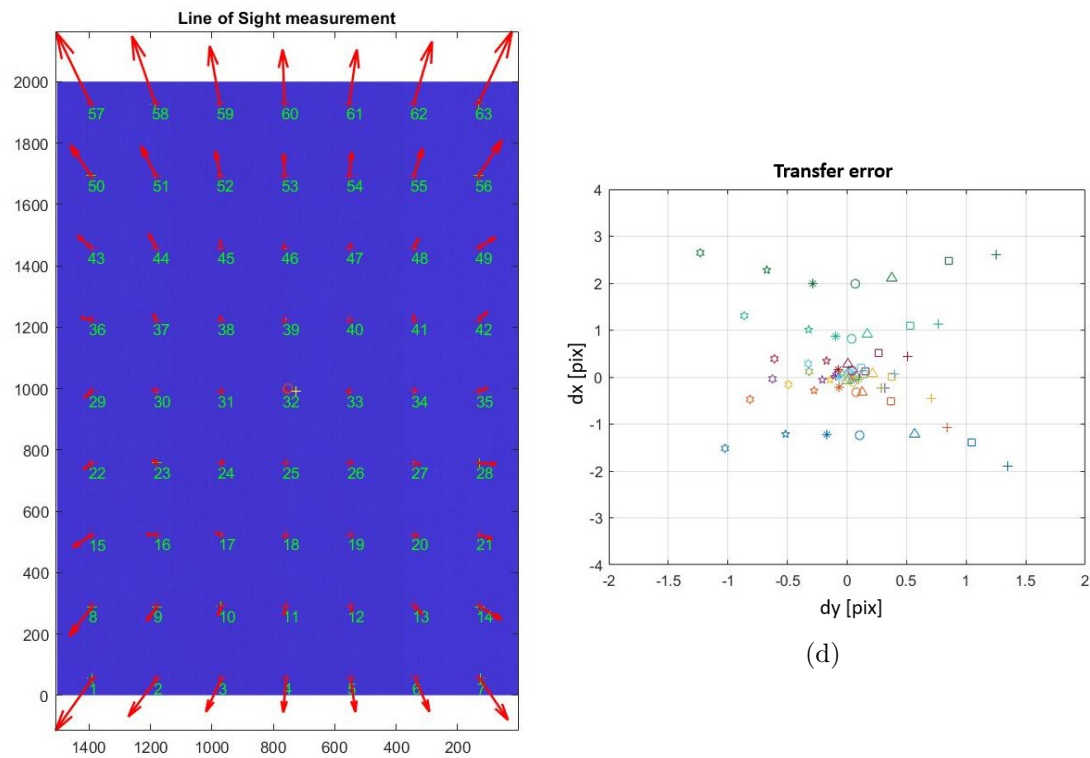 Line of Sight measurement
2000
1800
1600
1400
1200
1000
800
600
400
200
0
57 58 59 60 61 62 63
50 51 52 53 54 55 56
43 44 45 46 47 48 49
36 37 38 39 40 41 42
29 30 31 32 33 34 35
22 23 24 25 26 27 28
15 16 17 18 19 20 21
8 9 10 11 12 13 14
1 2 3 4 5 6 7
1400 1200 1000 800 600 400 200
Transfer error
4
3
2
1
0
-1
-2
-3
-4
dx [pix]
-2 -1.5 -1 -0.5 0 0.5 1 1.5 2
dy [pix]
(d)